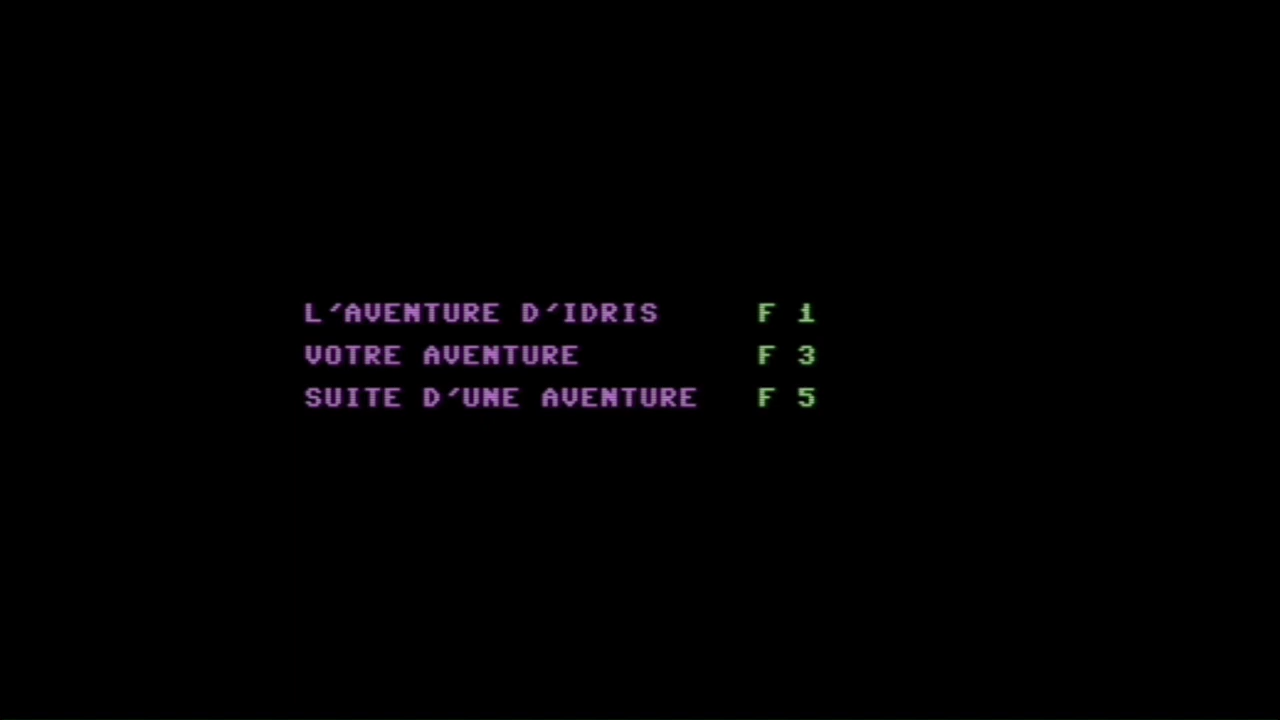 L'AVENTURE D'IDRIS F 1
VOTRE AVENTURE F 3
SUITE D'UNE AVENTURE F 5